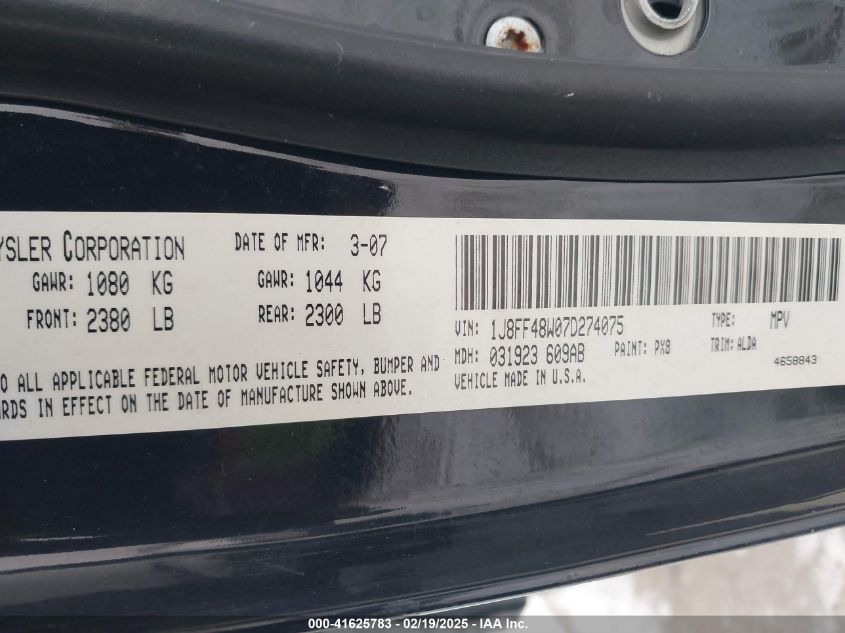 YSLER CORPORATION DATE OF MFR: 3-07
GAWR: 1080 KG GAWR: 1044 KG
FRONT: 2380 LB REAR: 2300 LB
O ALL APPLICABLE FEDERAL MOTOR VEHICLE SAFETY, BUMPER AND
ARDS IN EFFECT ON THE DATE OF MANUFACTURE SHOWN ABOVE.
VIN: 1J8FF48W07D274075 TYPE: MPV
MDH: 031923 609AB PAINT: PX8 TRIM: ALDA
VEHICLE MADE IN U.S.A. 4658843
000-41625783 - 02/19/2025 - IAA Inc.